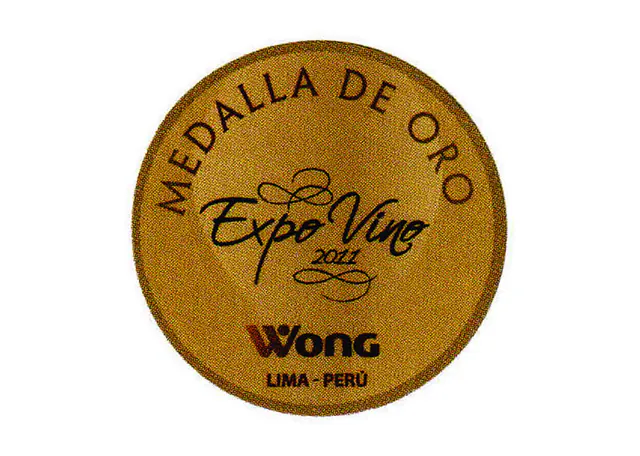 MEDALLA DE ORO
Expo Vino
2011
WONG
LIMA - PERÚ